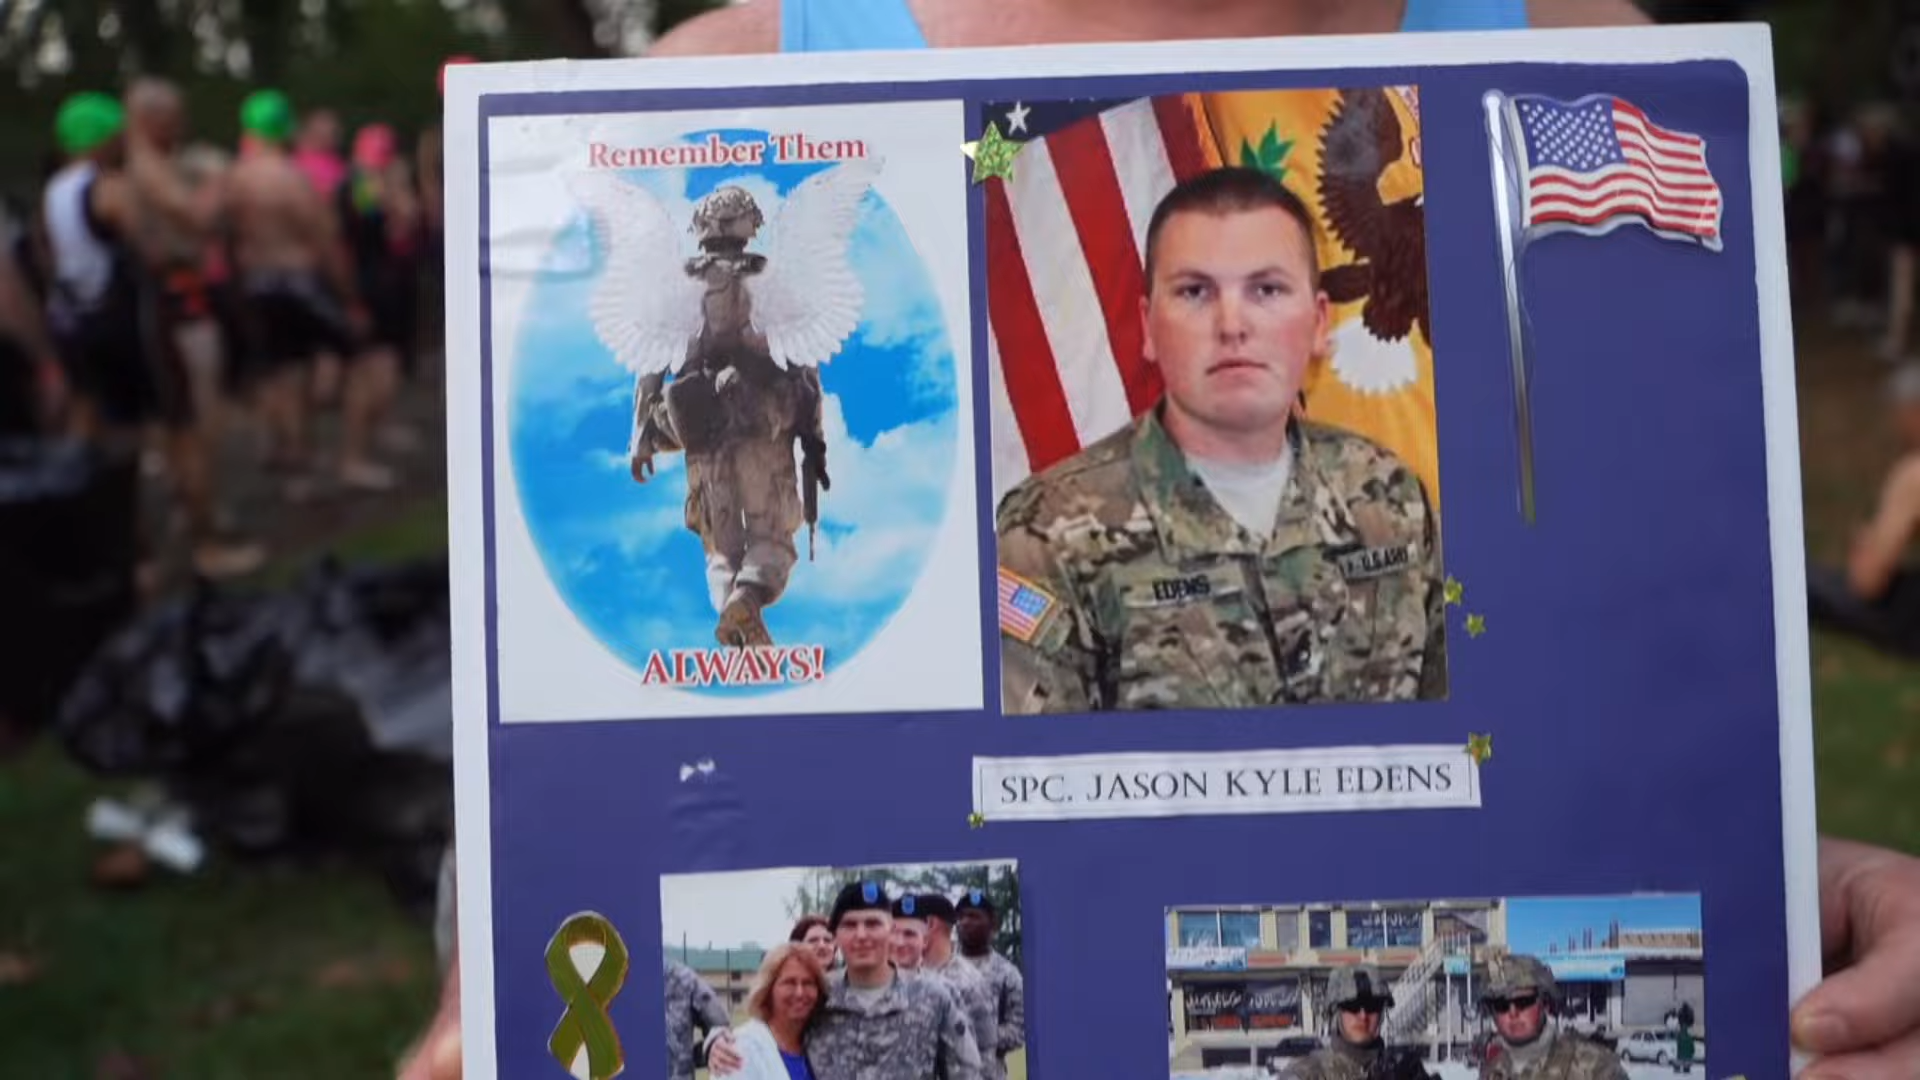 Remember Them
ALWAYS!
EDENS
U.S. ARMY
SPC. JASON KYLE EDENS